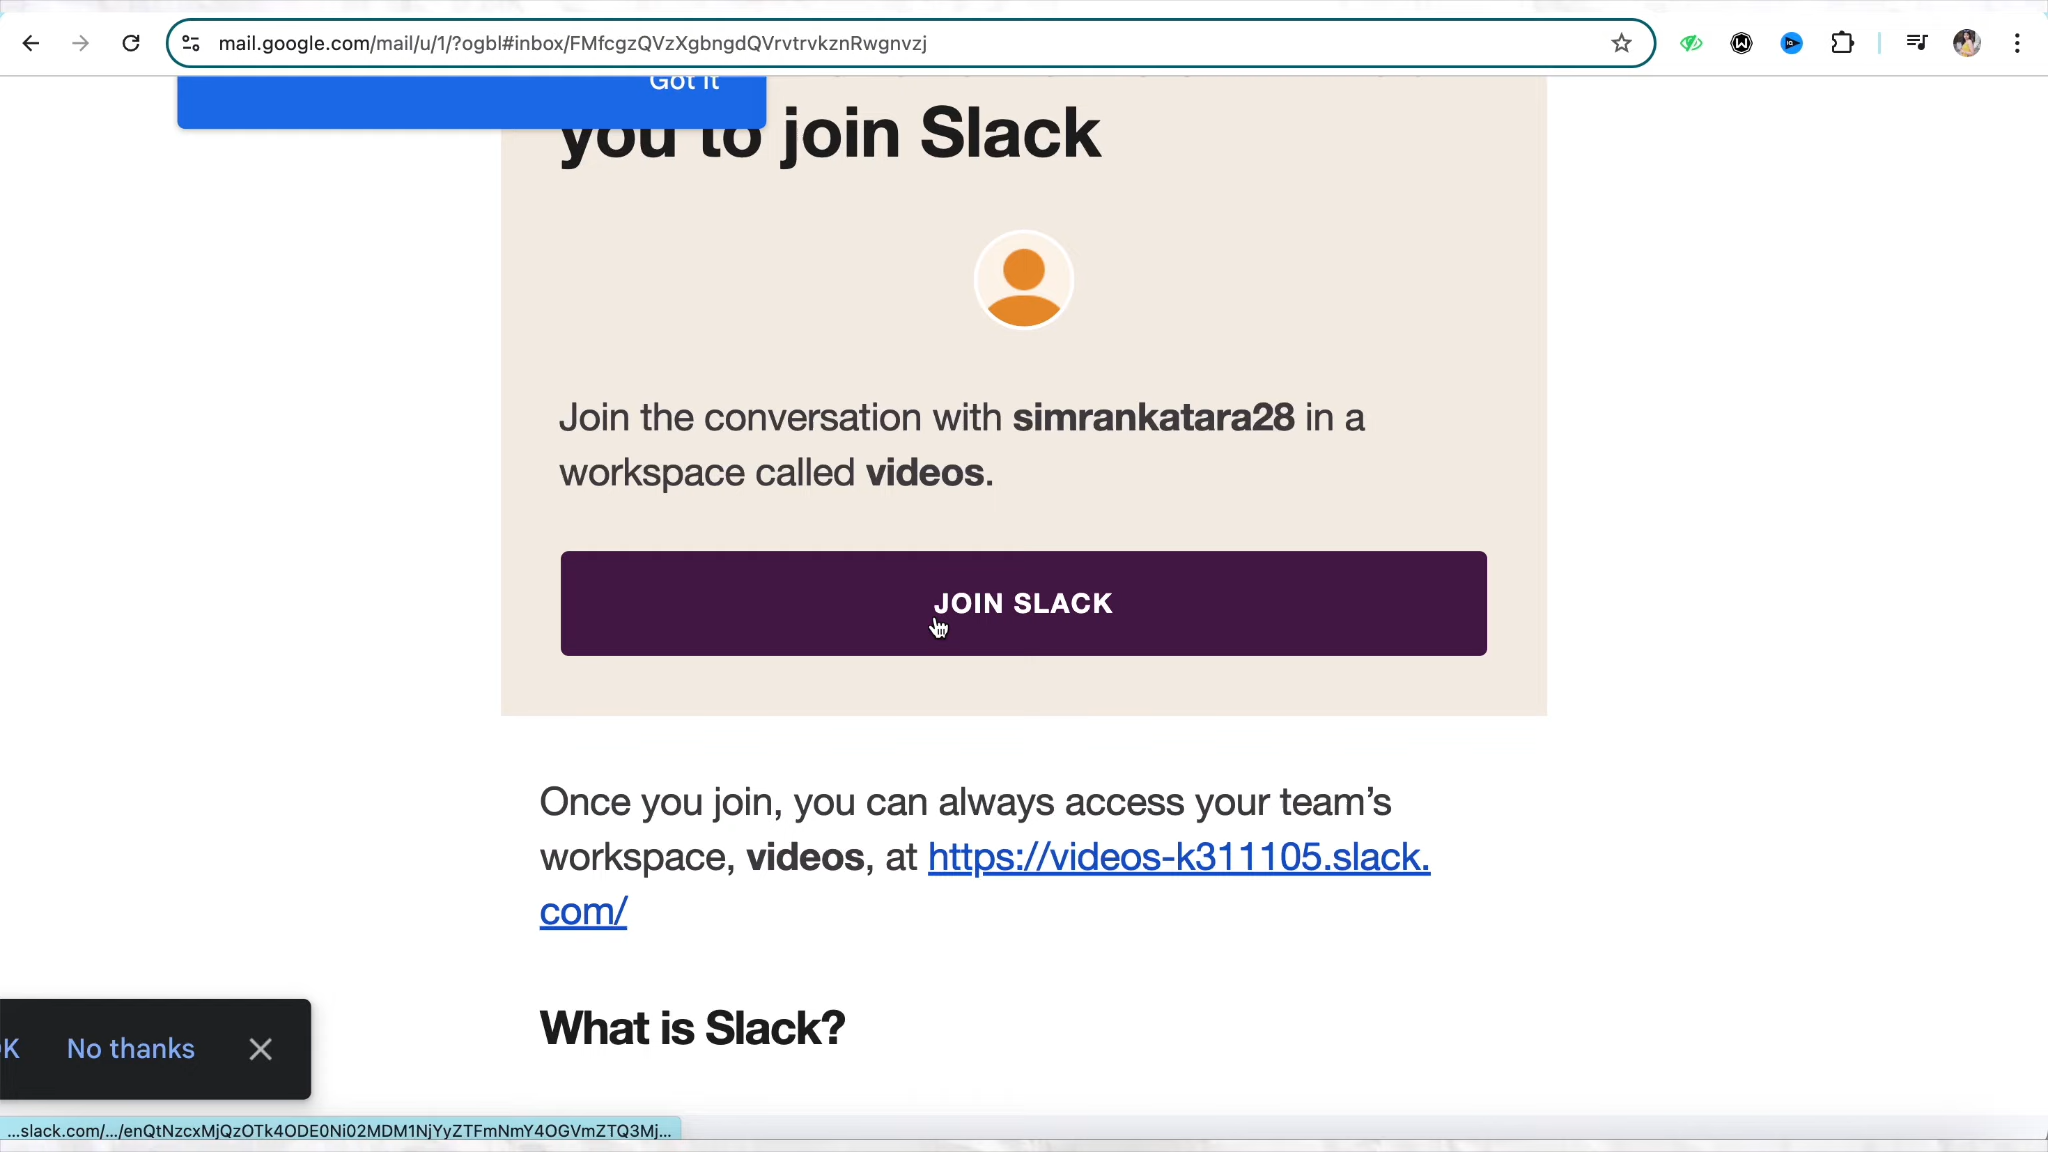 mail.google.com/mail/u/1/?ogbl#inbox/FMfcgzQVzXgbngdQVrvtrvkznRwgnvzj
Got it
you to join Slack
Join the conversation with simrankatara28 in a
workspace called videos.
JOIN SLACK
Once you join, you can always access your team’s
workspace, videos, at https://videos-k311105.slack.
com/
What is Slack?
No thanks
...slack.com/.../enQtNzcxMjQzOTk4ODE0Ni02MDM1NjYyZTFmNmY4OGVmZTQ3Mj...